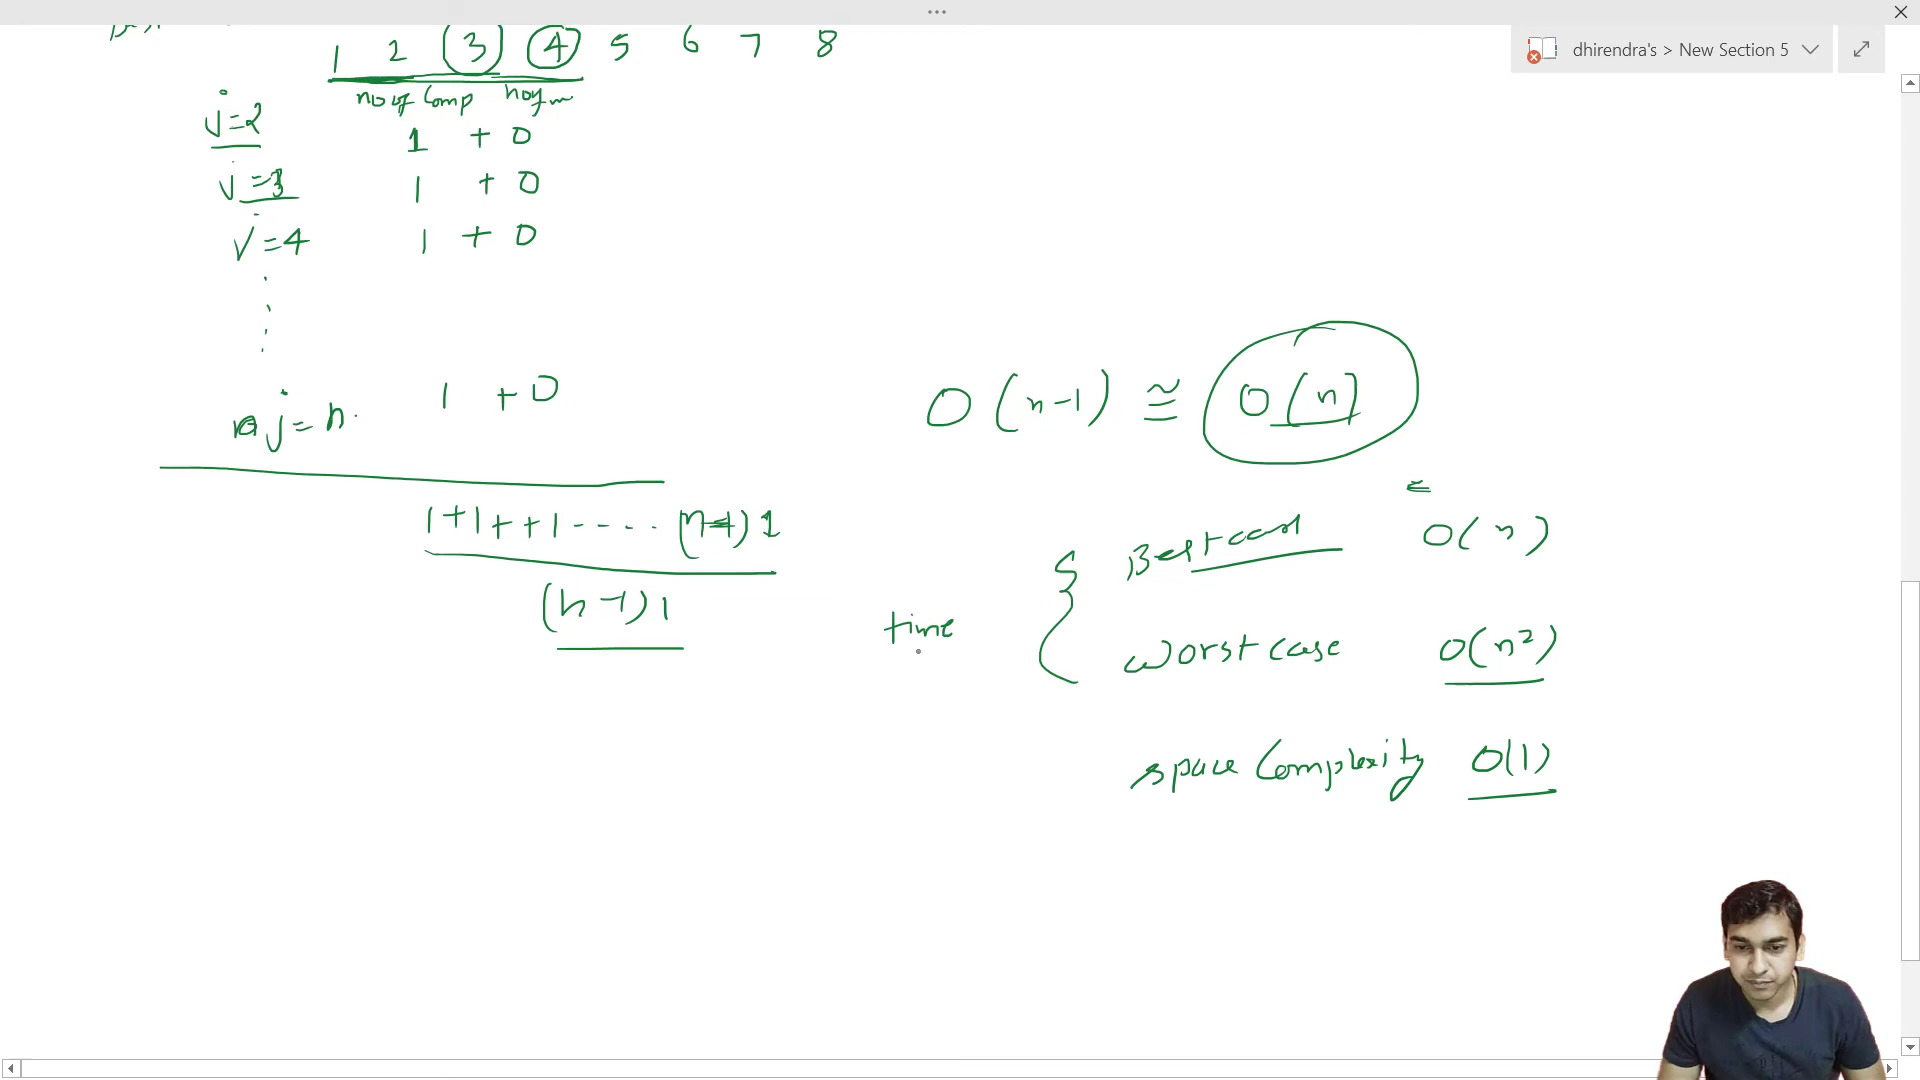 dhirendra's > New Section 5
1 2 3 4 5 6 7 8
no of Comp no of m
j=2 1 + 0
j=3 1 + 0
j=4 1 + 0
j=n. 1 + 0
O(n-1) ≅ O(n)
1+1++1----- (n-1) 1
(n-1) 1
time
Best case O(n)
worst case O(n²)
space Complexity O(1)